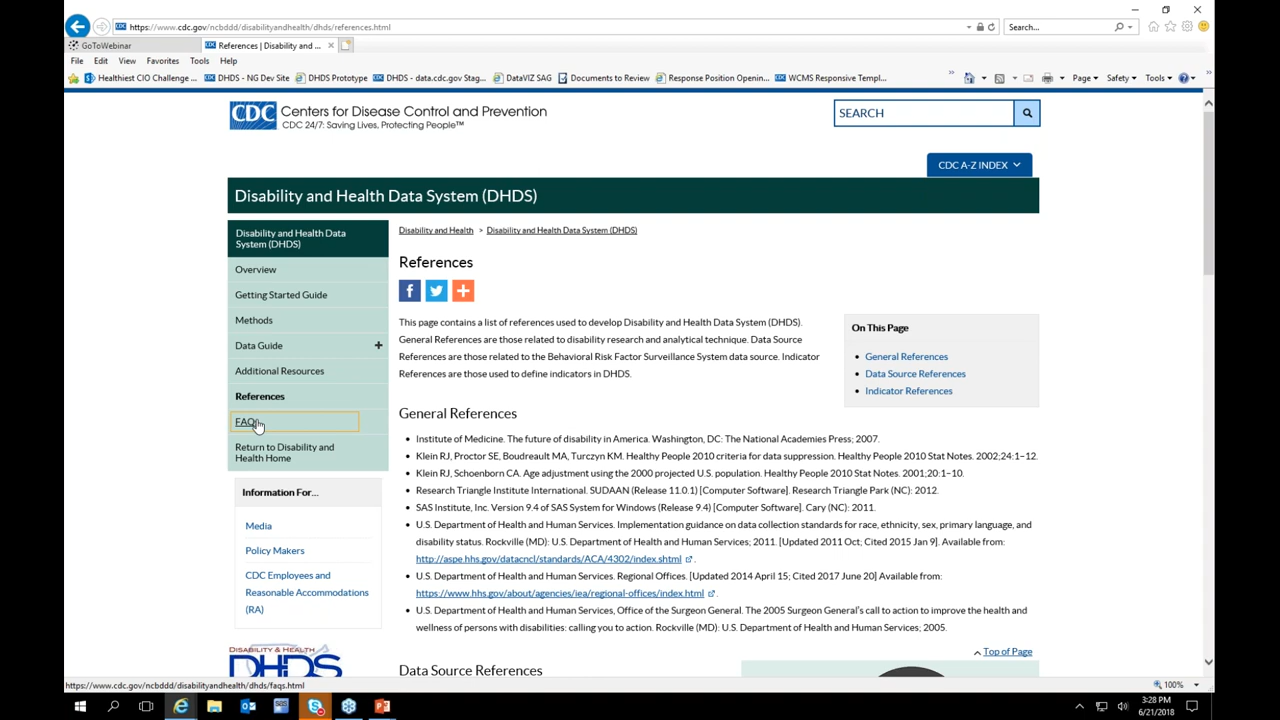 https://www.cdc.gov/ncbddd/disabilityandhealth/dhds/references.html
Search...
GoToWebinar
References | Disability and ...
File Edit View Favorites Tools Help
Healthiest CIO Challenge ... DHDS - NG Dev Site DHDS Prototype DHDS - data.cdc.gov Stag... DataVIZ SAG Documents to Review Response Position Openin... WCMS Responsive Templ...
Page Safety Tools
CDC Centers for Disease Control and Prevention
CDC 24/7: Saving Lives, Protecting People™
SEARCH
CDC A-Z INDEX
Disability and Health Data System (DHDS)
Disability and Health Data
System (DHDS)
Overview
Getting Started Guide
Methods
Data Guide +
Additional Resources
References
FAQs
Return to Disability and
Health Home
Information For...
Media
Policy Makers
CDC Employees and
Reasonable Accommodations
(RA)
DISABILITY & HEALTH
DHDS
Disability and Health > Disability and Health Data System (DHDS)
References
This page contains a list of references used to develop Disability and Health Data System (DHDS).
General References are those related to disability research and analytical technique. Data Source
References are those related to the Behavioral Risk Factor Surveillance System data source. Indicator
References are those used to define indicators in DHDS.
On This Page
• General References
• Data Source References
• Indicator References
General References
• Institute of Medicine. The future of disability in America. Washington, DC: The National Academies Press; 2007.
• Klein RJ, Proctor SE, Boudreault MA, Turczyn KM. Healthy People 2010 criteria for data suppression. Healthy People 2010 Stat Notes. 2002;24:1–12.
• Klein RJ, Schoenborn CA. Age adjustment using the 2000 projected U.S. population. Healthy People 2010 Stat Notes. 2001;20:1–10.
• Research Triangle Institute International. SUDAAN (Release 11.0.1) [Computer Software]. Research Triangle Park (NC): 2012.
• SAS Institute, Inc. Version 9.4 of SAS System for Windows (Release 9.4) [Computer Software]. Cary (NC): 2011.
• U.S. Department of Health and Human Services. Implementation guidance on data collection standards for race, ethnicity, sex, primary language, and
disability status. Rockville (MD): U.S. Department of Health and Human Services; 2011. [Updated 2011 Oct; Cited 2015 Jan 9]. Available from:
http://aspe.hhs.gov/datacncl/standards/ACA/4302/index.shtml .
• U.S. Department of Health and Human Services. Regional Offices. [Updated 2014 April 15; Cited 2017 June 20] Available from:
https://www.hhs.gov/about/agencies/iea/regional-offices/index.html .
• U.S. Department of Health and Human Services, Office of the Surgeon General. The 2005 Surgeon General's call to action to improve the health and
wellness of persons with disabilities: calling you to action. Rockville (MD): U.S. Department of Health and Human Services; 2005.
Top of Page
Data Source References
https://www.cdc.gov/ncbddd/disabilityandhealth/dhds/faqs.html
100%
3:28 PM
6/21/2018